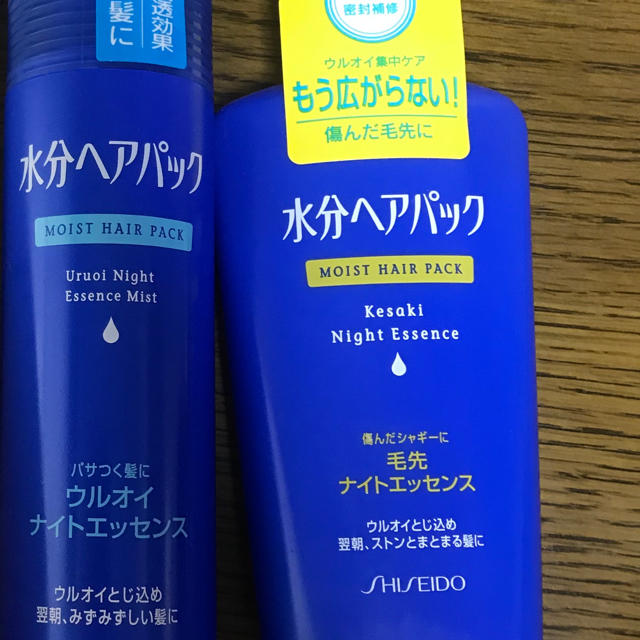 透効果
髪に
水分ヘアパック
MOIST HAIR PACK
Uruoi Night
Essence Mist
パサつく髪に
ウルオイ
ナイトエッセンス
ウルオイとじ込め
翌朝、みずみずしい髪に
密封補修
ウルオイ集中ケア
もう広がらない!
傷んだ毛先に
水分ヘアパック
MOIST HAIR PACK
Kesaki
Night Essence
傷んだシャギーに
毛先
ナイトエッセンス
ウルオイとじ込め
翌朝、ストンとまとまる髪に
SHISEIDO